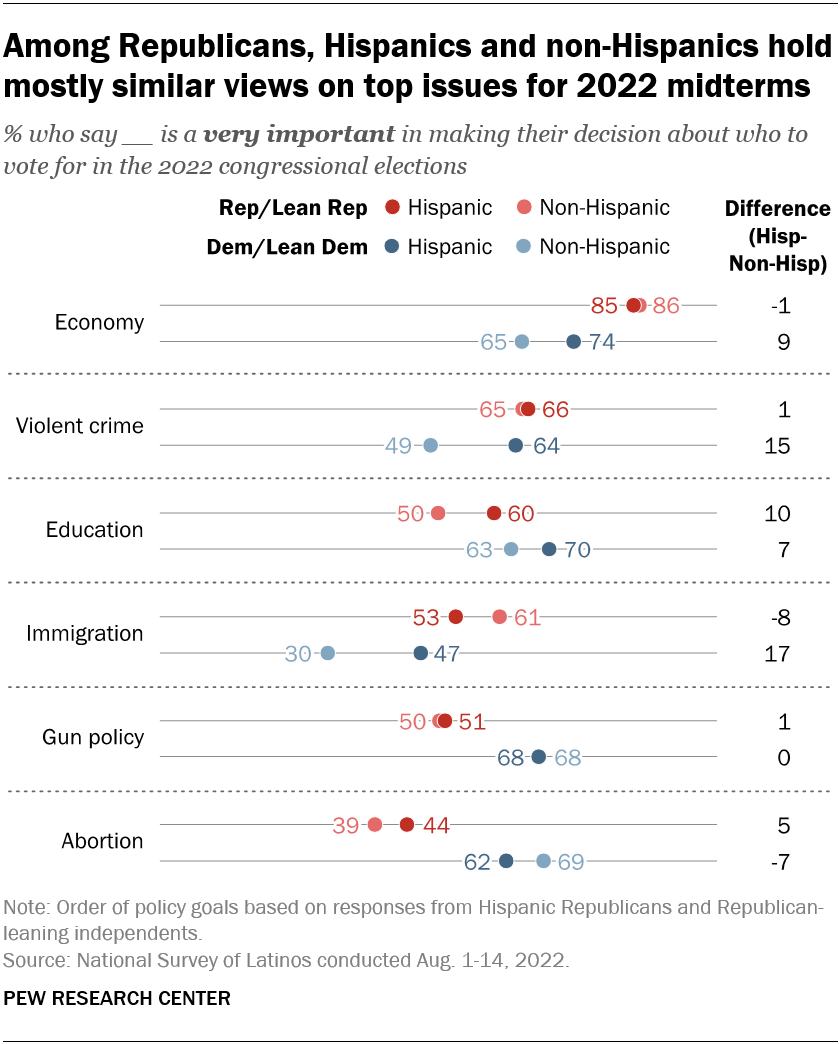 Among Republicans, Hispanics and non-Hispanics hold
mostly similar views on top issues for 2022 midterms
% who say __ is a very important in making their decision about who to
vote for in the 2022 congressional elections
Rep/Lean Rep Hispanic Non-Hispanic
Dem/Lean Dem Hispanic Non-Hispanic
Difference
(Hisp-
Non-Hisp)
Economy
85 86 -1
65 74 9
Violent crime
65 66 1
49 64 15
Education
50 60 10
63 70 7
Immigration
53 61 -8
30 47 17
Gun policy
50 51 1
68 68 0
Abortion
39 44 5
62 69 -7
Note: Order of policy goals based on responses from Hispanic Republicans and Republican-
leaning independents.
Source: National Survey of Latinos conducted Aug. 1-14, 2022.
PEW RESEARCH CENTER